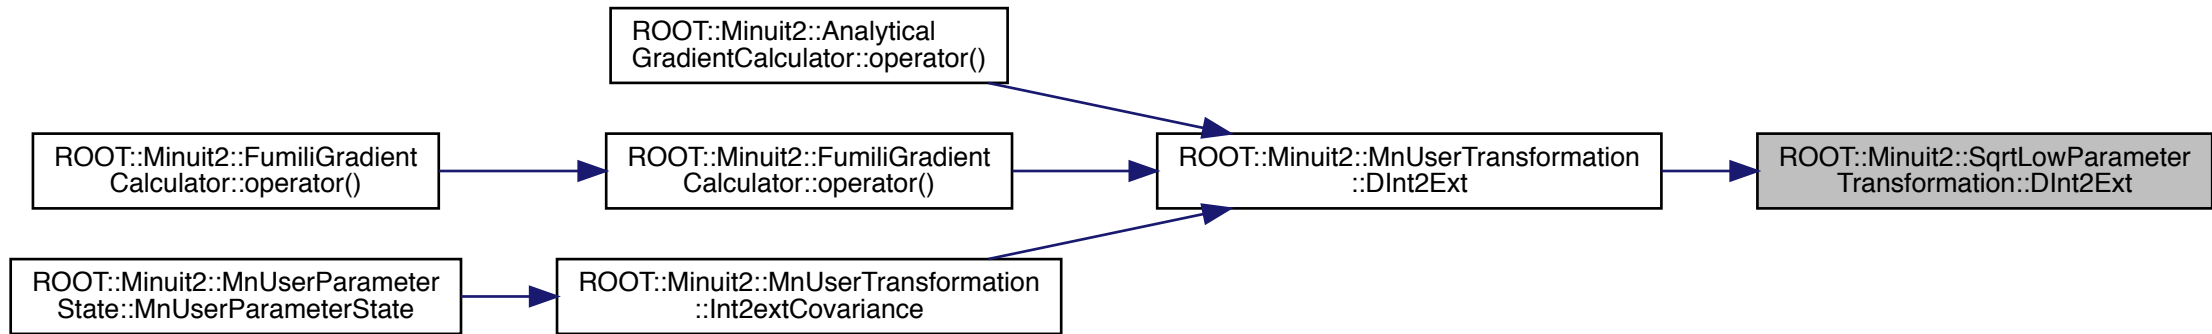 ROOT::Minuit2::Analytical
GradientCalculator::operator()
ROOT::Minuit2::FumiliGradient
Calculator::operator()
ROOT::Minuit2::FumiliGradient
Calculator::operator()
ROOT::Minuit2::MnUserTransformation
::DInt2Ext
ROOT::Minuit2::SqrtLowParameter
Transformation::DInt2Ext
ROOT::Minuit2::MnUserParameter
State::MnUserParameterState
ROOT::Minuit2::MnUserTransformation
::Int2extCovariance